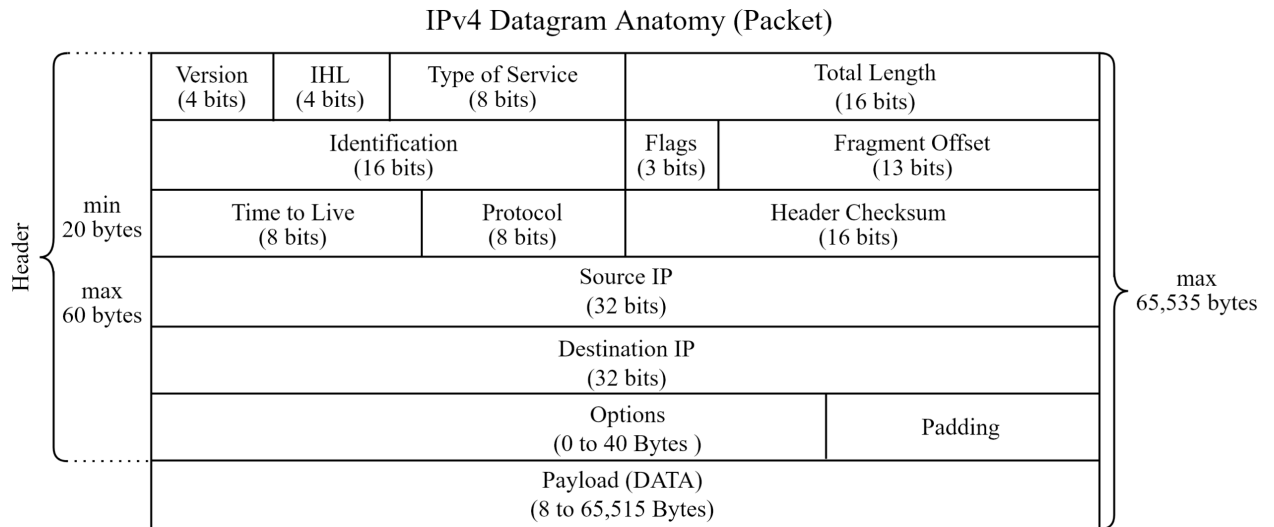 IPv4 Datagram Anatomy (Packet)
Version
(4 bits)
IHL
(4 bits)
Type of Service
(8 bits)
Total Length
(16 bits)
Identification
(16 bits)
Flags
(3 bits)
Fragment Offset
(13 bits)
Header
min
20 bytes
max
60 bytes
Time to Live
(8 bits)
Protocol
(8 bits)
Header Checksum
(16 bits)
Source IP
(32 bits)
max
65,535 bytes
Destination IP
(32 bits)
Options
(0 to 40 Bytes )
Padding
Payload (DATA)
(8 to 65,515 Bytes)